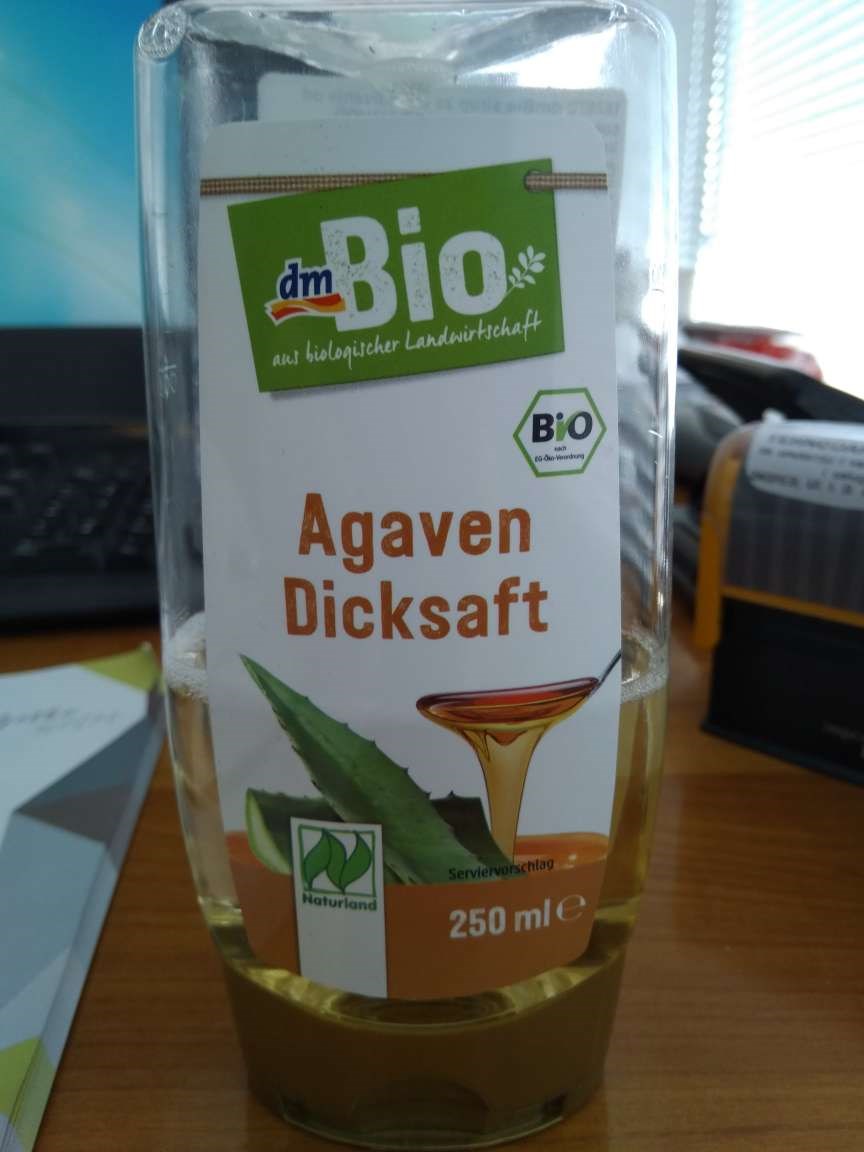 dm
Bio
aus biologischer Landwirtschaft
Bio
nach
EG-Öko-Verordnung
Agaven
Dicksaft
Serviervorschlag
Naturland
250 ml e